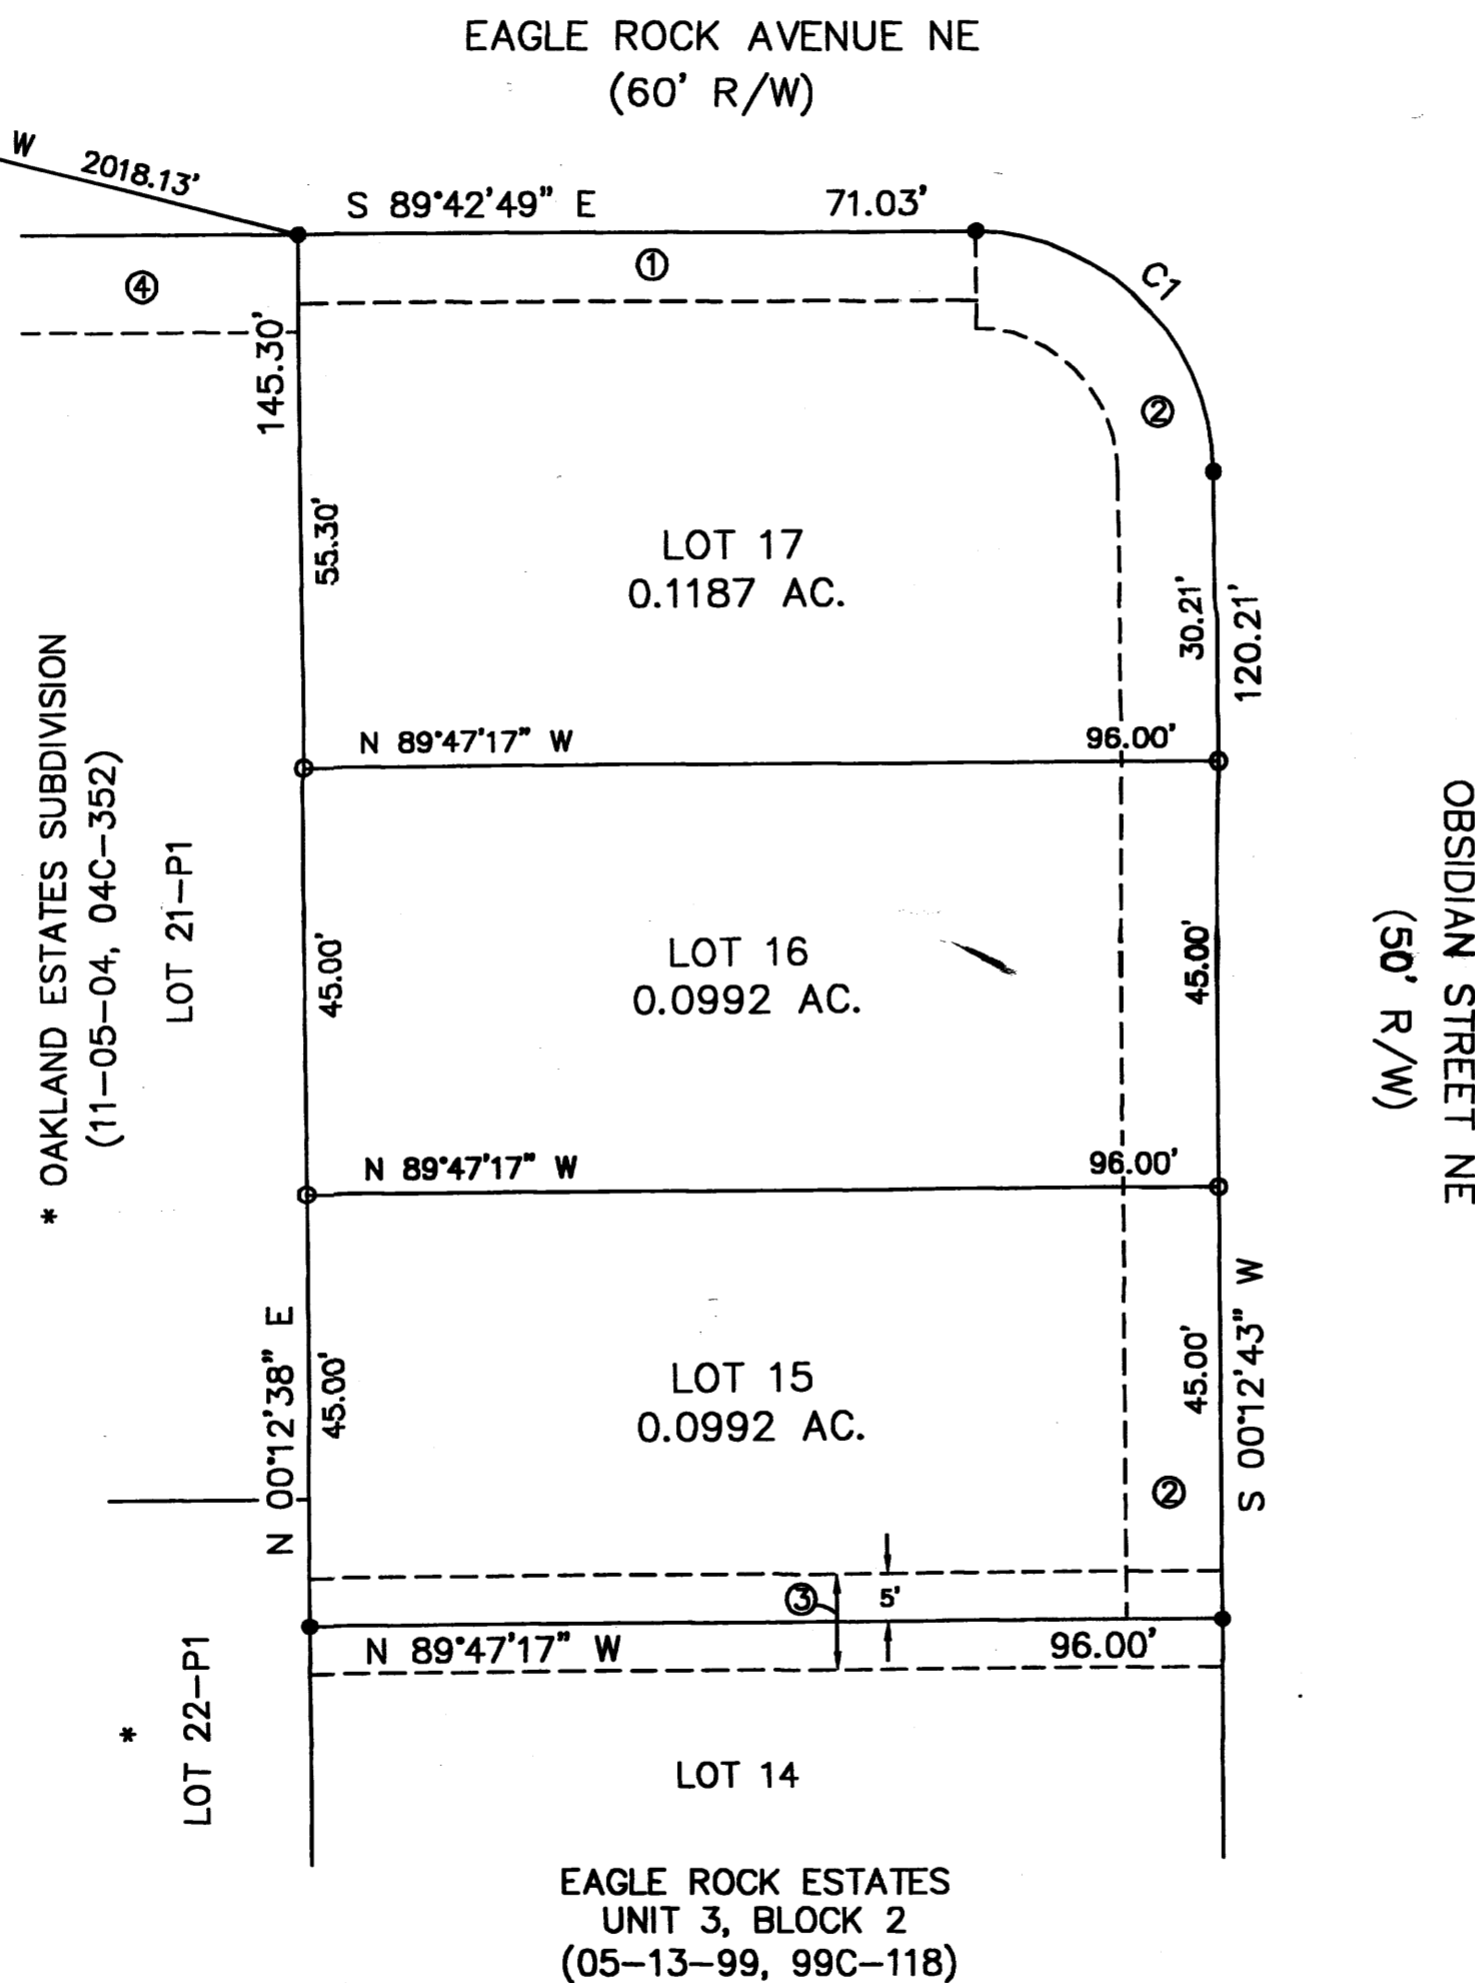 EAGLE ROCK AVENUE NE
(60' R/W)
W 2018.13'
S 89°42'49" E 71.03'
①
④
C1
145.30'
②
55.30'
LOT 17
0.1187 AC.
30.21'
120.21'
N 89°47'17" W 96.00'
* OAKLAND ESTATES SUBDIVISION
(11-05-04, 04C-352)
LOT 21-P1
45.00'
LOT 16
0.0992 AC.
45.00'
OBSIDIAN STREET NE
(50' R/W)
N 89°47'17" W 96.00'
N 00°12'38" E
45.00'
LOT 15
0.0992 AC.
45.00'
S 00°12'43" W
②
③
5'
N 89°47'17" W 96.00'
*
LOT 22-P1
LOT 14
EAGLE ROCK ESTATES
UNIT 3, BLOCK 2
(05-13-99, 99C-118)